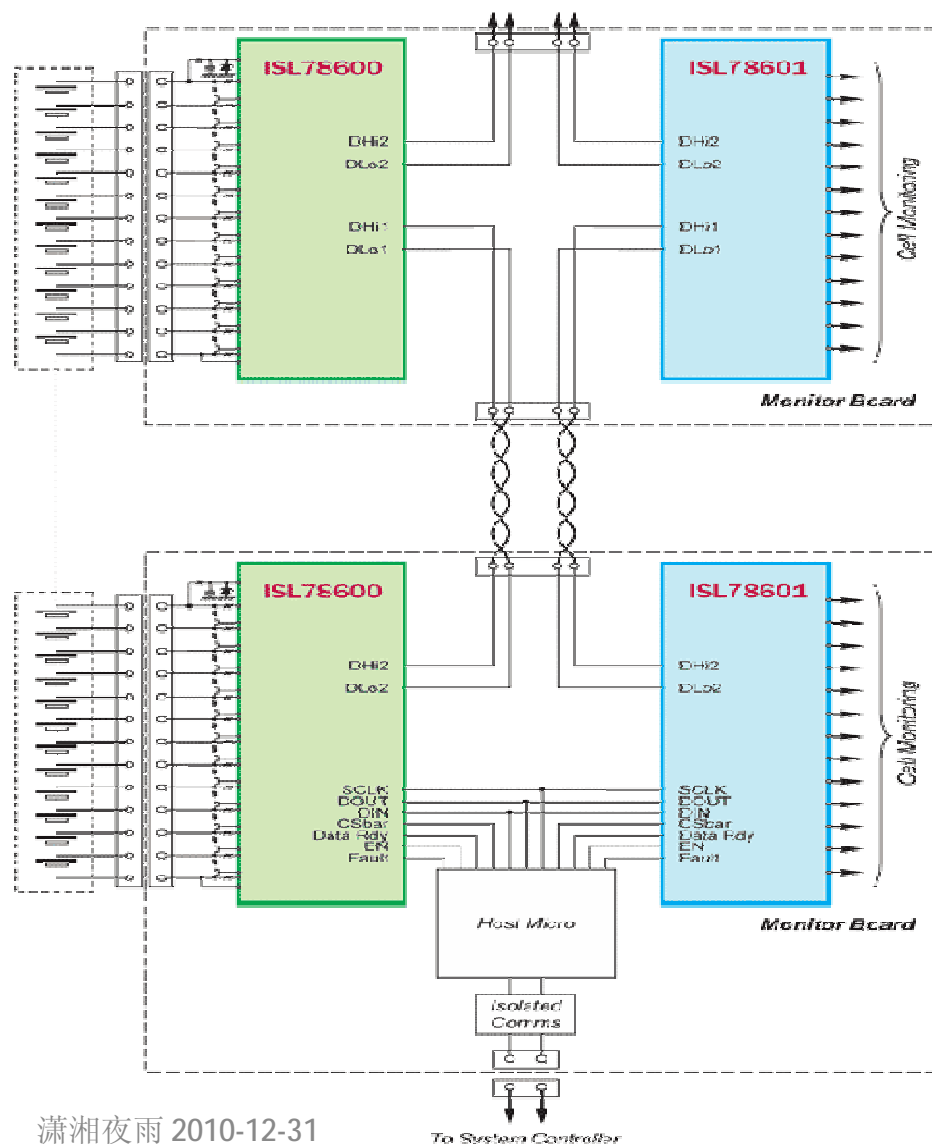 ISL78600
ISL78601
DHi2
DLo2
DHi1
DLo1
DHi2
DLo2
DHi1
DLo1
Cell Monitoring
Monitor Board
ISL78600
ISL78601
DHi2
DLo2
DHi2
DLo2
Cell Monitoring
SCLK
DOUT
DIN
CSbar
Data Rdy
EN
Fault
SCLK
DOUT
DIN
CSbar
Data Rdy
EN
Fault
Host Micro
Monitor Board
Isolated
Comms
潇湘夜雨 2010-12-31
To System Controller